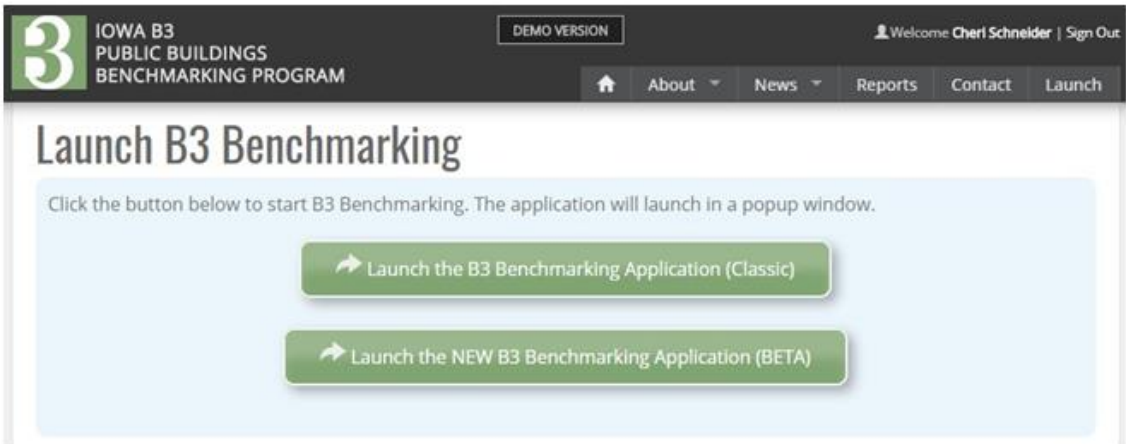 IOWA B3
PUBLIC BUILDINGS
BENCHMARKING PROGRAM
DEMO VERSION
Welcome Cheri Schneider | Sign Out
About
News
Reports
Contact
Launch
Launch B3 Benchmarking
Click the button below to start B3 Benchmarking. The application will launch in a popup window.
Launch the B3 Benchmarking Application (Classic)
Launch the NEW B3 Benchmarking Application (BETA)